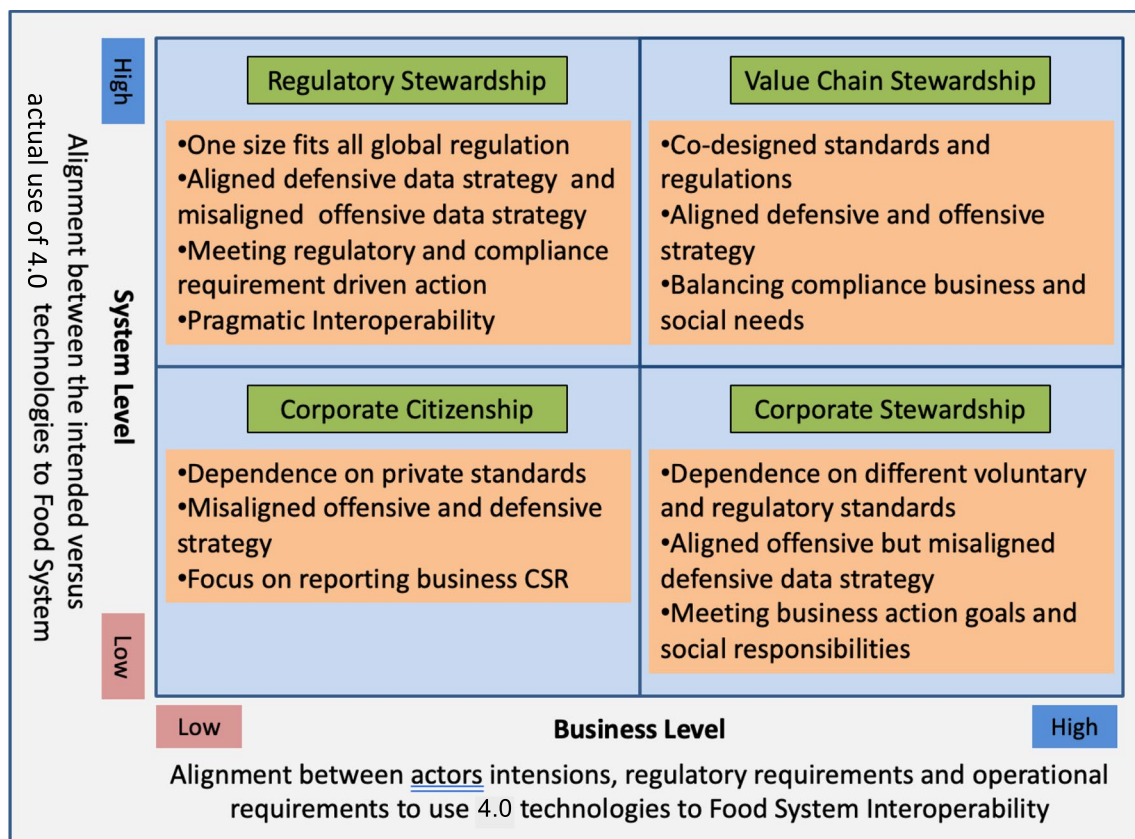 High
Regulatory Stewardship
•One size fits all global regulation
•Aligned defensive data strategy and
misaligned offensive data strategy
•Meeting regulatory and compliance
requirement driven action
•Pragmatic Interoperability
Value Chain Stewardship
•Co-designed standards and
regulations
•Aligned defensive and offensive
strategy
•Balancing compliance business and
social needs
System Level
Alignment between the intended versus
actual use of 4.0 technologies to Food System
Corporate Citizenship
•Dependence on private standards
•Misaligned offensive and defensive
strategy
•Focus on reporting business CSR
Corporate Stewardship
•Dependence on different voluntary
and regulatory standards
•Aligned offensive but misaligned
defensive data strategy
•Meeting business action goals and
social responsibilities
Low
Low
Business Level
High
Alignment between actors intensions, regulatory requirements and operational
requirements to use 4.0 technologies to Food System Interoperability